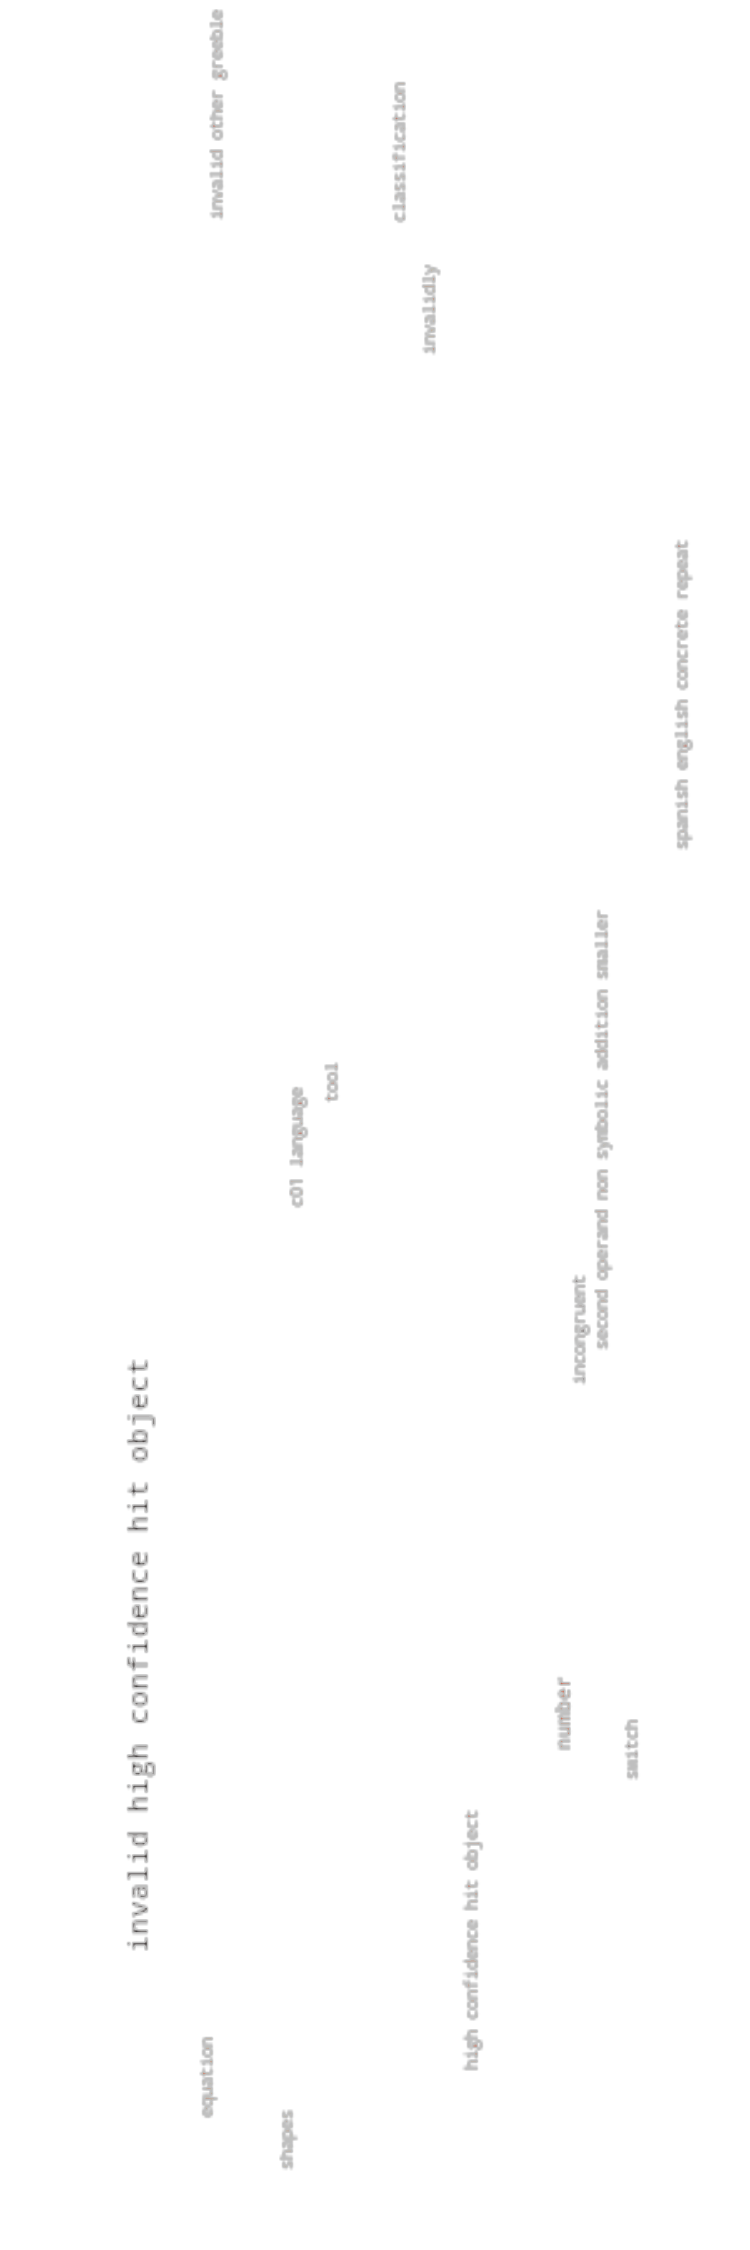 invalid other greeble
classification
invalidly
spanish english concrete repeat
second operand non symbolic addition smaller
tool
c01 language
incongruent
invalid high confidence hit object
number
switch
high confidence hit object
equation
shapes